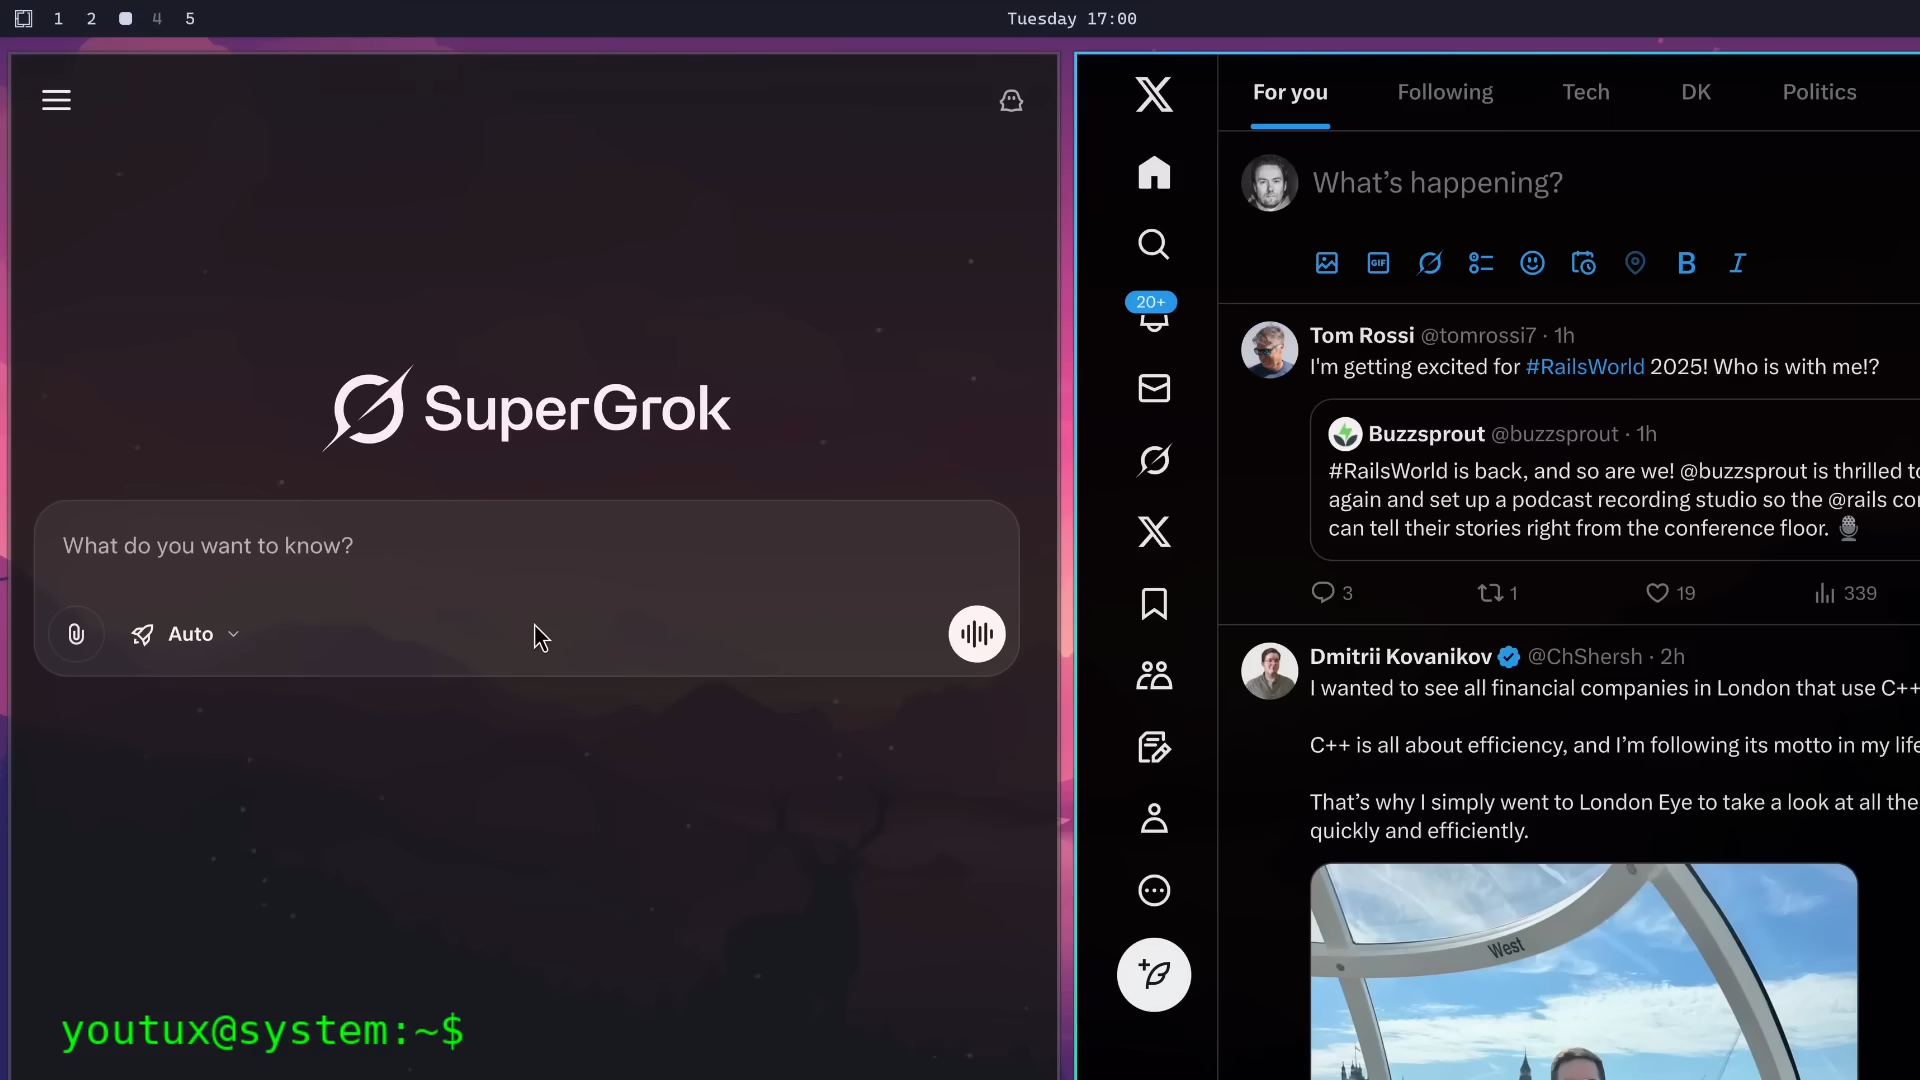 1 2 4 5
Tuesday 17:00
SuperGrok
What do you want to know?
Auto
youtux@system:~$
20+
For you Following Tech DK Politics
What's happening?
GIF
B I
Tom Rossi @tomrossi7 · 1h
I'm getting excited for #RailsWorld 2025! Who is with me!?
Buzzsprout @buzzsprout · 1h
#RailsWorld is back, and so are we! @buzzsprout is thrilled to
again and set up a podcast recording studio so the @rails co
can tell their stories right from the conference floor.
3 1 19 339
Dmitrii Kovanikov @ChShersh · 2h
I wanted to see all financial companies in London that use C++
C++ is all about efficiency, and I'm following its motto in my life
That's why I simply went to London Eye to take a look at all the
quickly and efficiently.
West